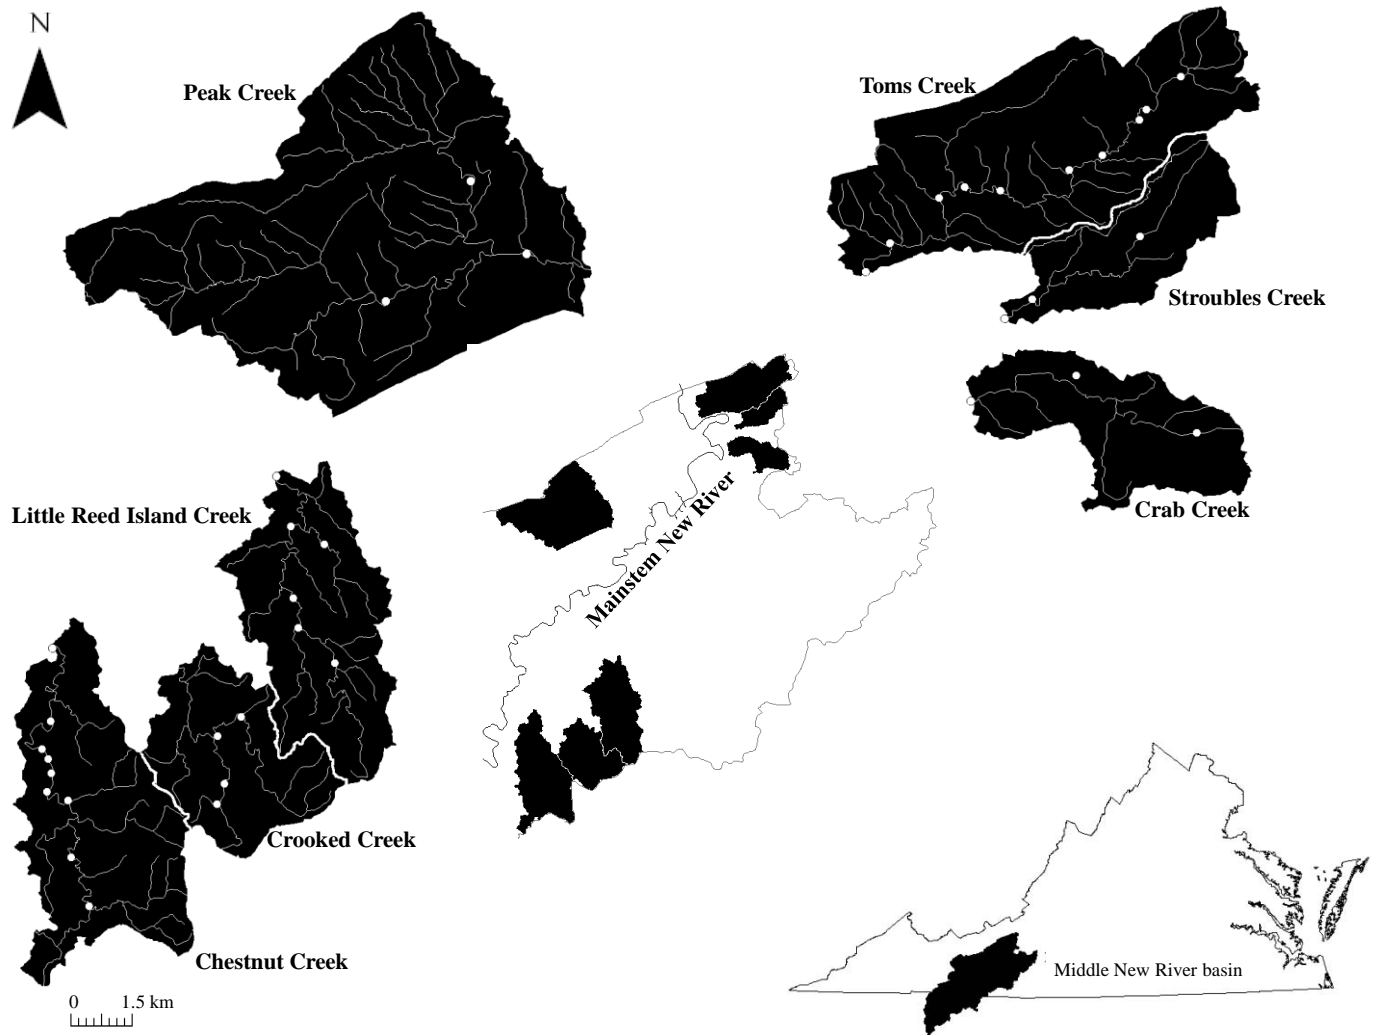 N
Peak Creek
Toms Creek
Stroubles Creek
Crab Creek
Little Reed Island Creek
Mainstem New River
Crooked Creek
Chestnut Creek
Middle New River basin
0 1.5 km